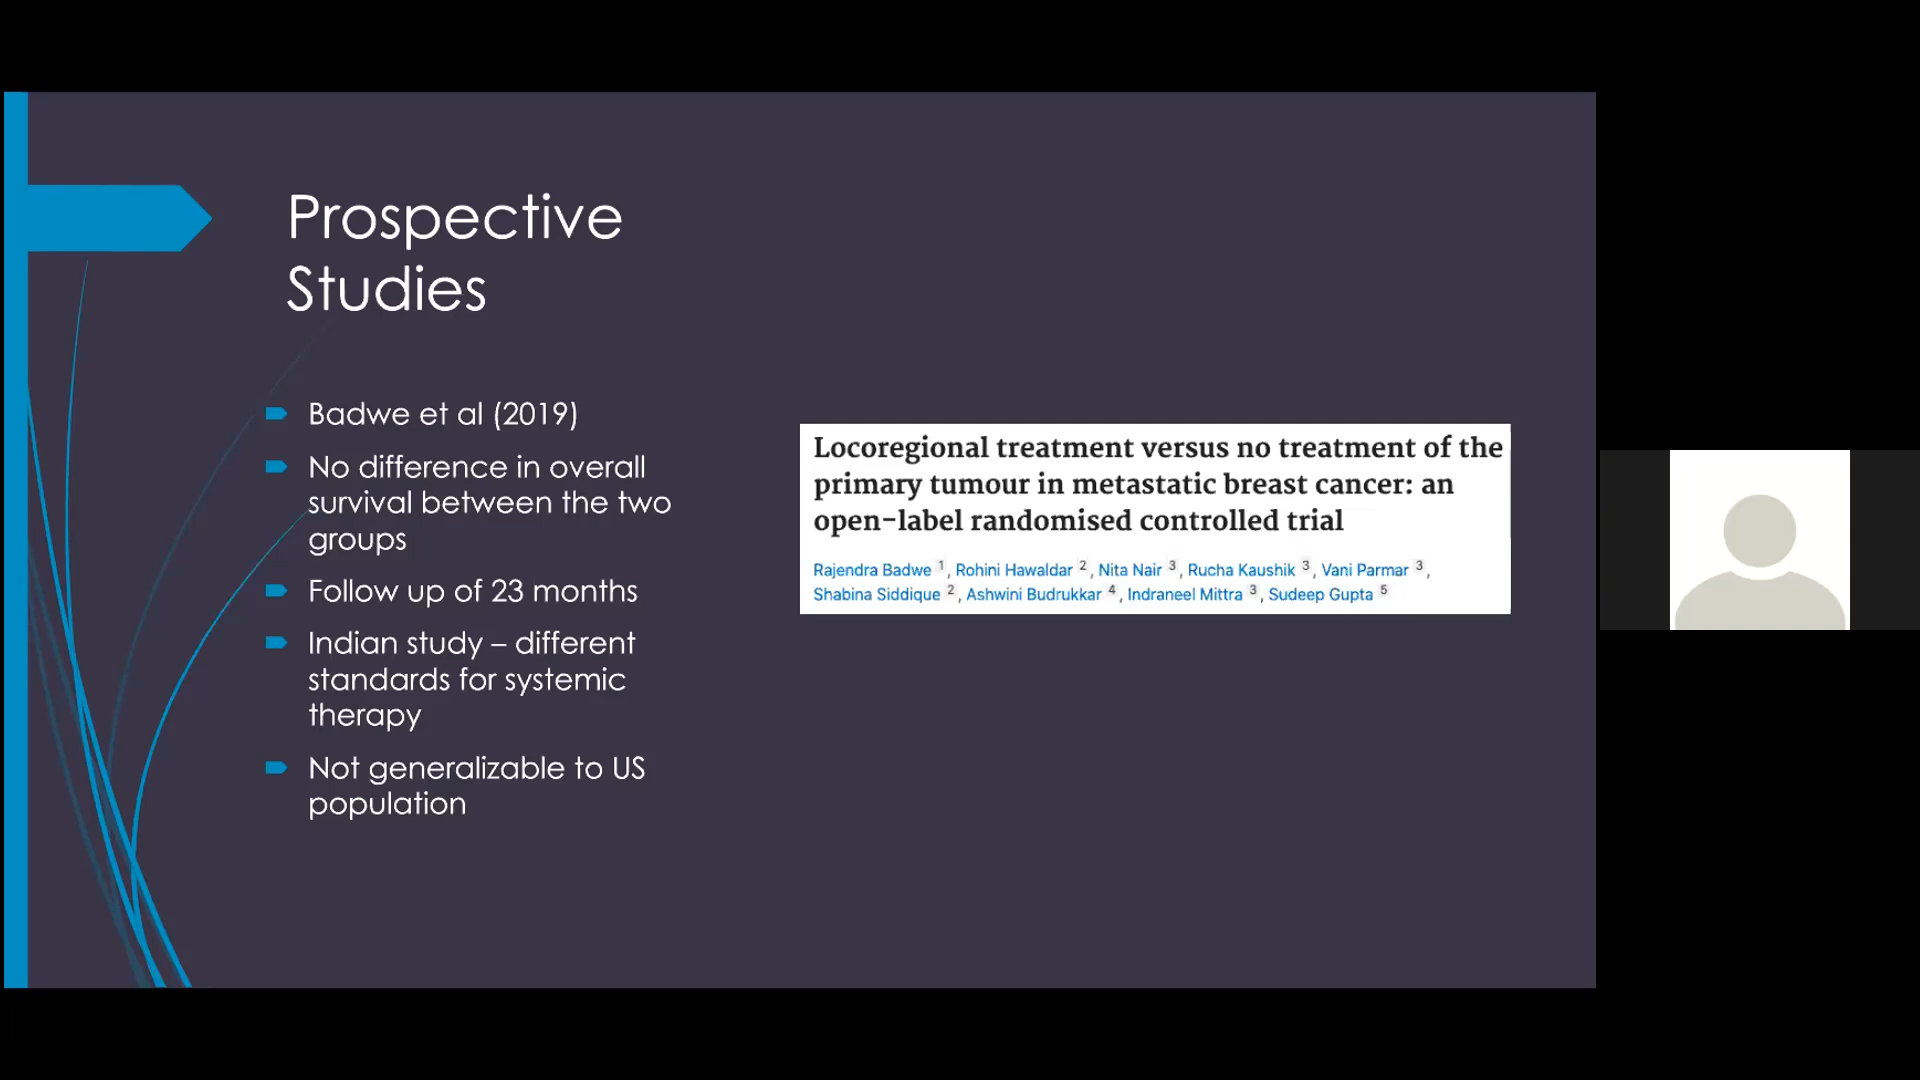 Prospective
Studies
Badwe et al (2019)
No difference in overall
survival between the two
groups
Follow up of 23 months
Indian study – different
standards for systemic
therapy
Not generalizable to US
population
Locoregional treatment versus no treatment of the
primary tumour in metastatic breast cancer: an
open-label randomised controlled trial
Rajendra Badwe 1, Rohini Hawaldar 2, Nita Nair 3, Rucha Kaushik 3, Vani Parmar 3,
Shabina Siddique 2, Ashwini Budrukkar 4, Indraneel Mittra 3, Sudeep Gupta 5